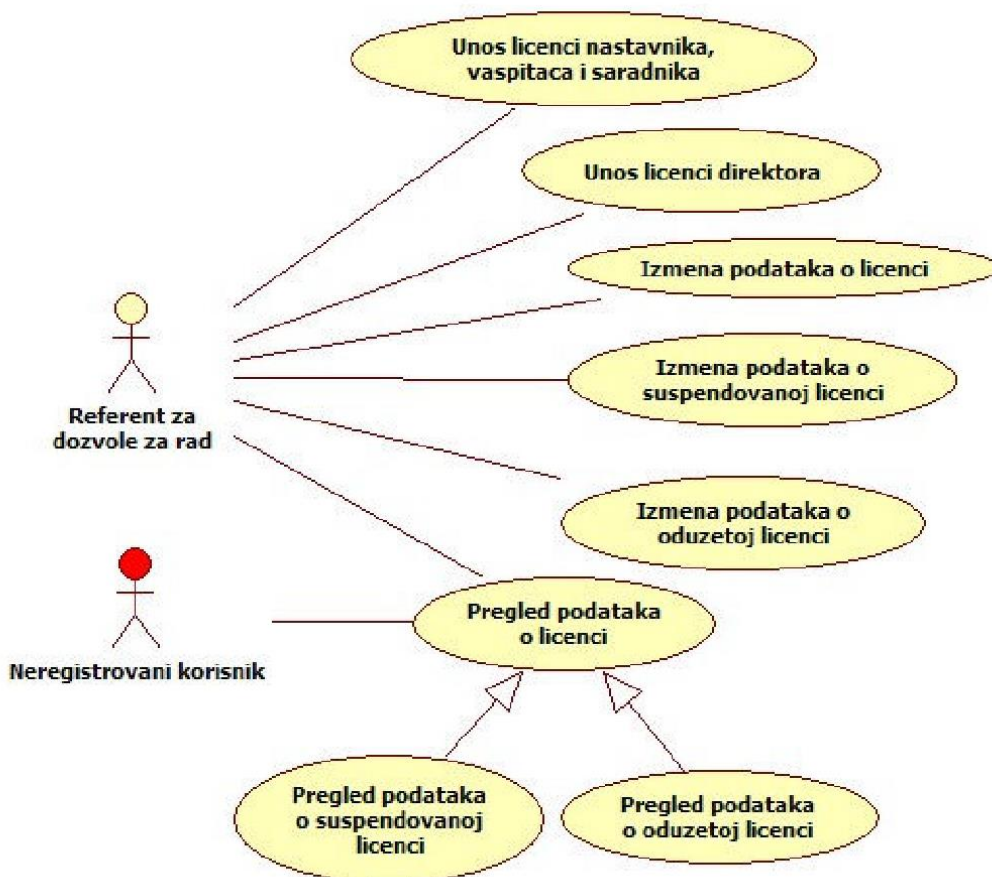 Unos licenci nastavnika,
vaspitaca i saradnika
Unos licenci direktora
Izmena podataka o licenci
Izmena podataka o
suspendovanoj licenci
Referent za
dozvole za rad
Izmena podataka o
oduzetoj licenci
Pregled podataka
o licenci
Neregistrovani korisnik
Pregled podataka
o suspendovanoj
licenci
Pregled podataka
o oduzetoj licenci